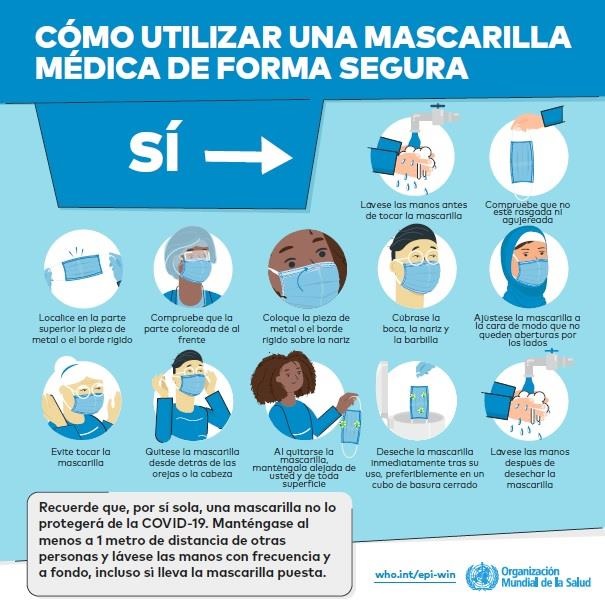 CÓMO UTILIZAR UNA MASCARILLA
MÉDICA DE FORMA SEGURA
SÍ
Lávese las manos antes
de tocar la mascarilla
Compruebe que no
esté rasgada ni
agujereada
Localice en la parte
superior la pieza de
metal o el borde rígido
Compruebe que la
parte coloreada dé al
frente
Coloque la pieza de
metal o el borde
rígido sobre la nariz
Cúbrase la
boca, la nariz y
la barbilla
Ajústese la mascarilla a
la cara de modo que no
queden aberturas por
los lados
Evite tocar la
mascarilla
Quítese la mascarilla
desde detrás de las
orejas o la cabeza
Al quitarse la
mascarilla,
manténgala alejada de
usted y de toda
superficie
Deseche la mascarilla
inmediatamente tras su
uso, preferiblemente en un
cubo de basura cerrado
Lávese las manos
después de
desechar la
mascarilla
Recuerde que, por sí sola, una mascarilla no lo
protegerá de la COVID-19. Manténgase al
menos a 1 metro de distancia de otras
personas y lávese las manos con frecuencia y
a fondo, incluso si lleva la mascarilla puesta.
who.int/epi-win
Organización
Mundial de la Salud